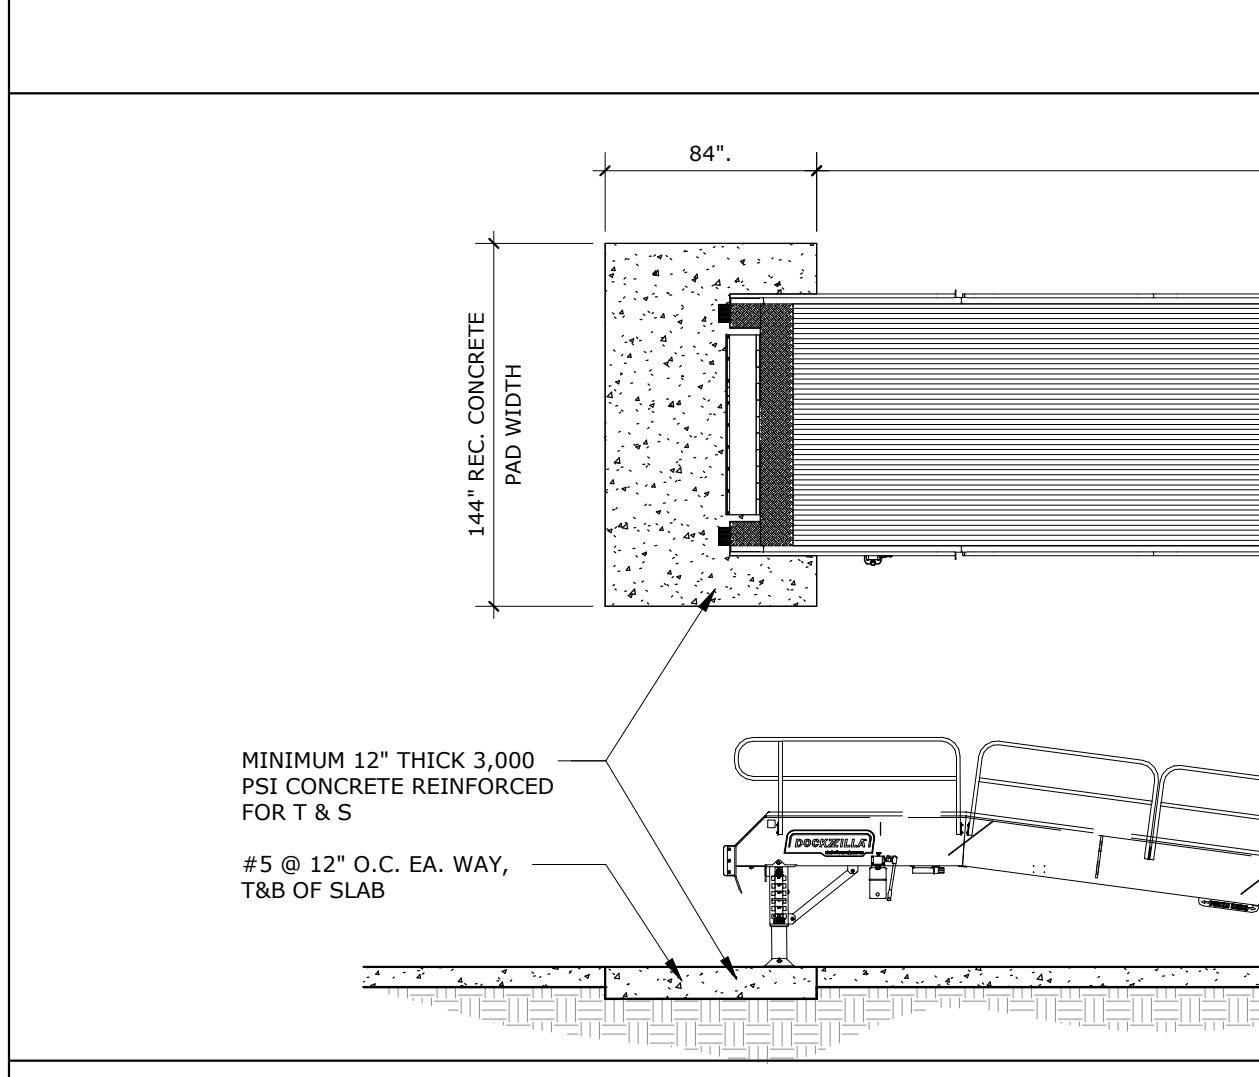 84".
144" REC. CONCRETE
PAD WIDTH
MINIMUM 12" THICK 3,000
PSI CONCRETE REINFORCED
FOR T & S
DOCKZILLA
#5 @ 12" O.C. EA. WAY,
T&B OF SLAB